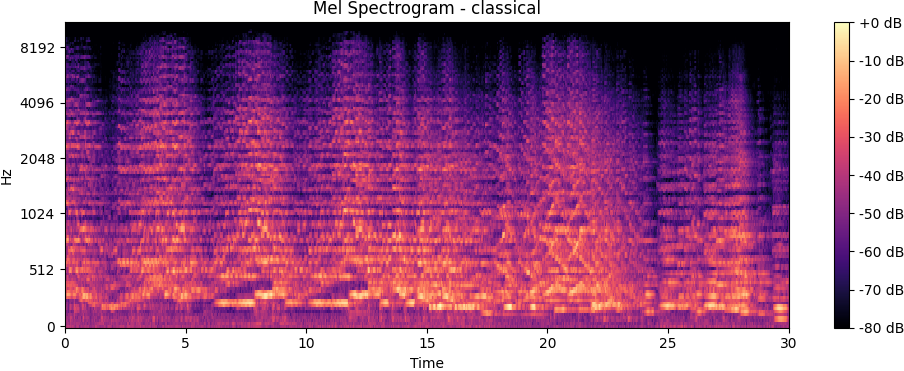 Mel Spectrogram - classical
8192
4096
2048
1024
512
0
Hz
0 5 10 15 20 25 30
Time
+0 dB
-10 dB
-20 dB
-30 dB
-40 dB
-50 dB
-60 dB
-70 dB
-80 dB